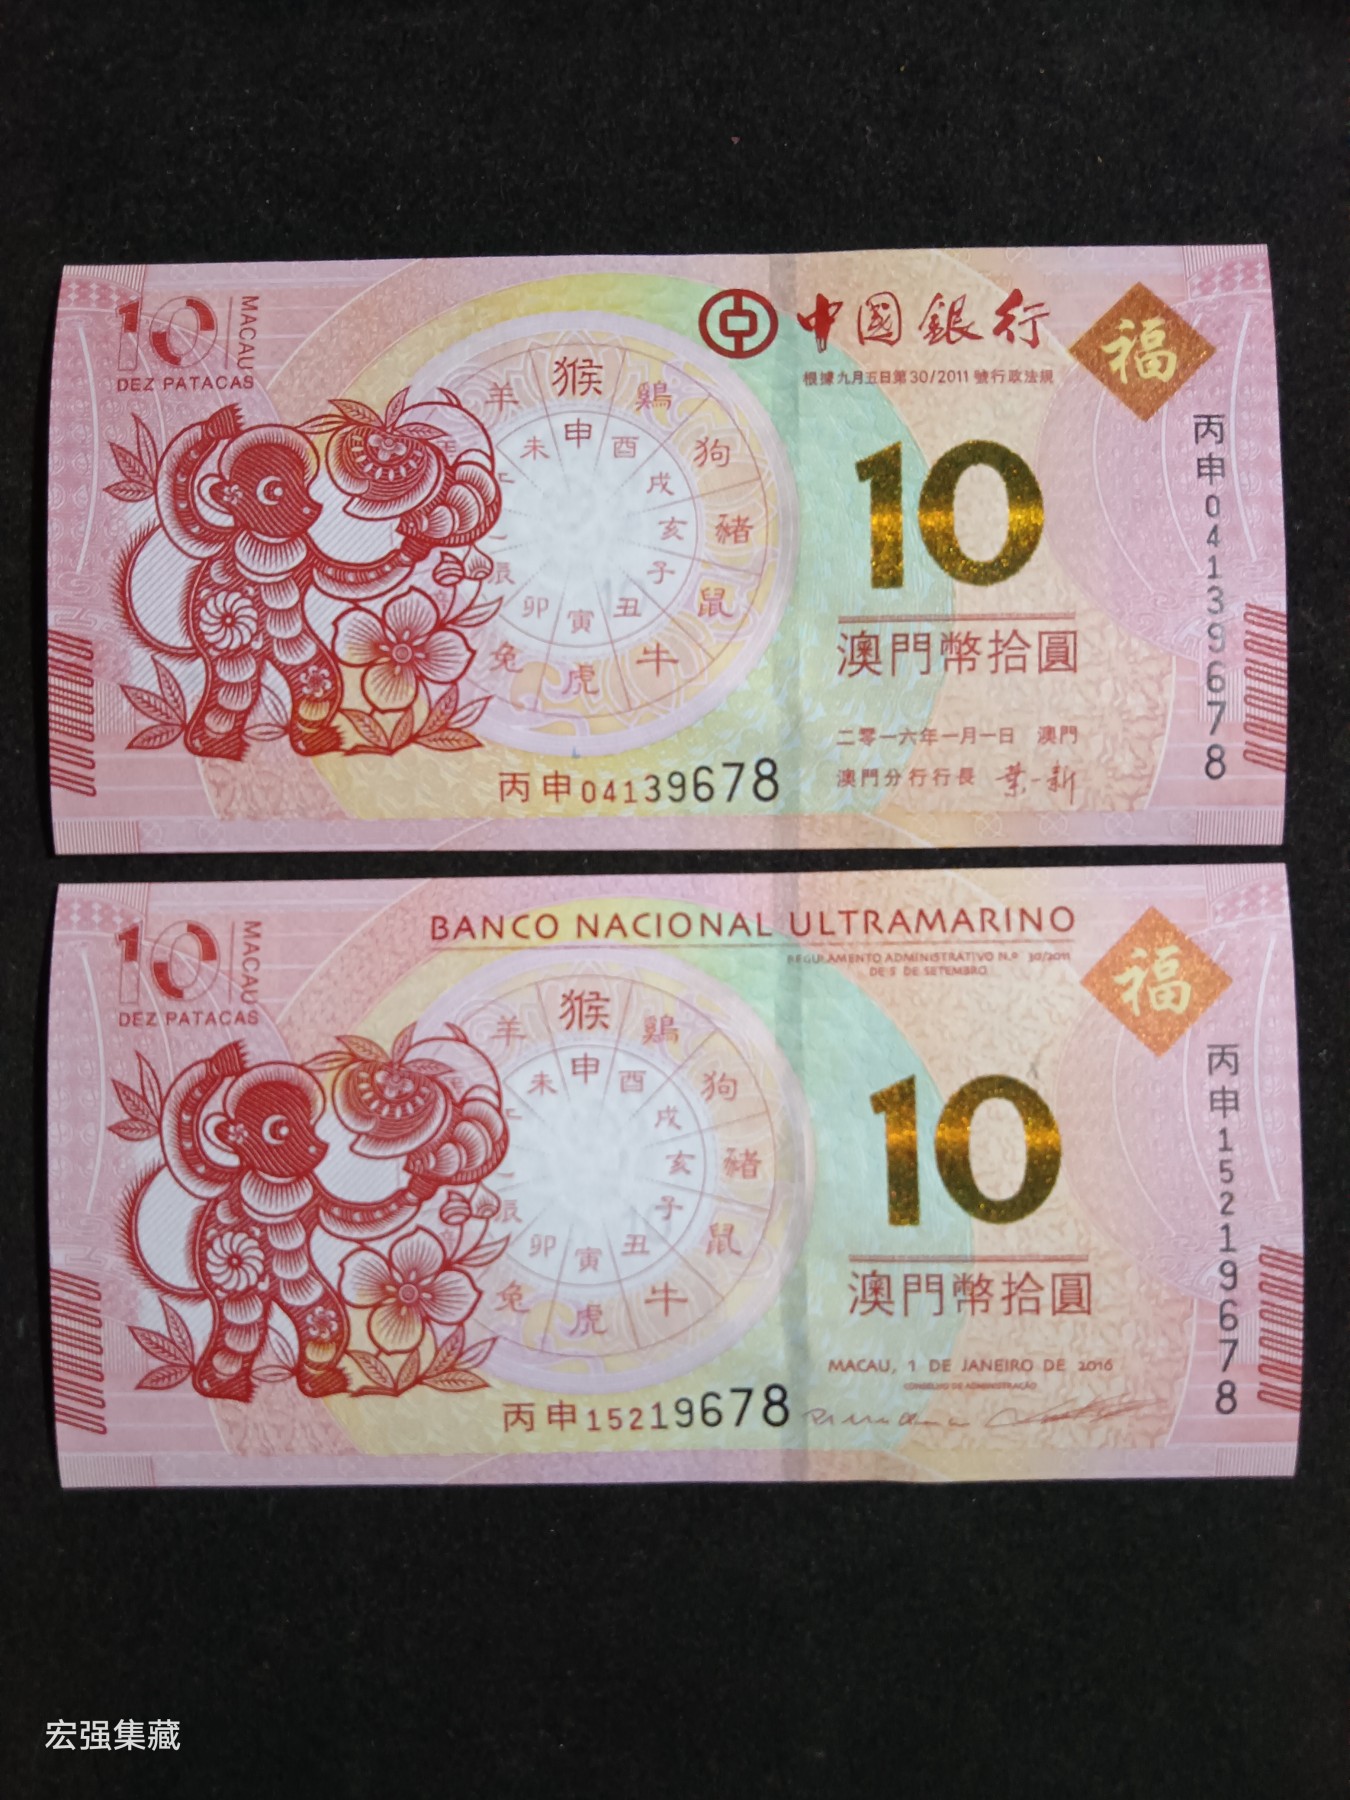 10 MACAU
DEZ PATACAS
中國銀行
福
根據九月五日第30/2011號行政法規
猴 鷄 狗 豬 鼠 牛 虎 兔 羊
申 酉 戌 亥 子 丑 寅 卯 辰 未
10
澳門幣拾圓
二零一六年一月一日 澳門
澳門分行行長 葉一新
丙申04139678
丙申04139678
10 MACAU
DEZ PATACAS
BANCO NACIONAL ULTRAMARINO
REGULAMENTO ADMINISTRATIVO N.º 30/2011
DE 5 DE SETEMBRO
福
猴 鷄 狗 豬 鼠 牛 虎 兔 羊
申 酉 戌 亥 子 丑 寅 卯 辰 未
10
澳門幣拾圓
MACAU, 1 DE JANEIRO DE 2016
CONSELHO DE ADMINISTRAÇÃO
丙申15219678
丙申15219678
宏强集藏